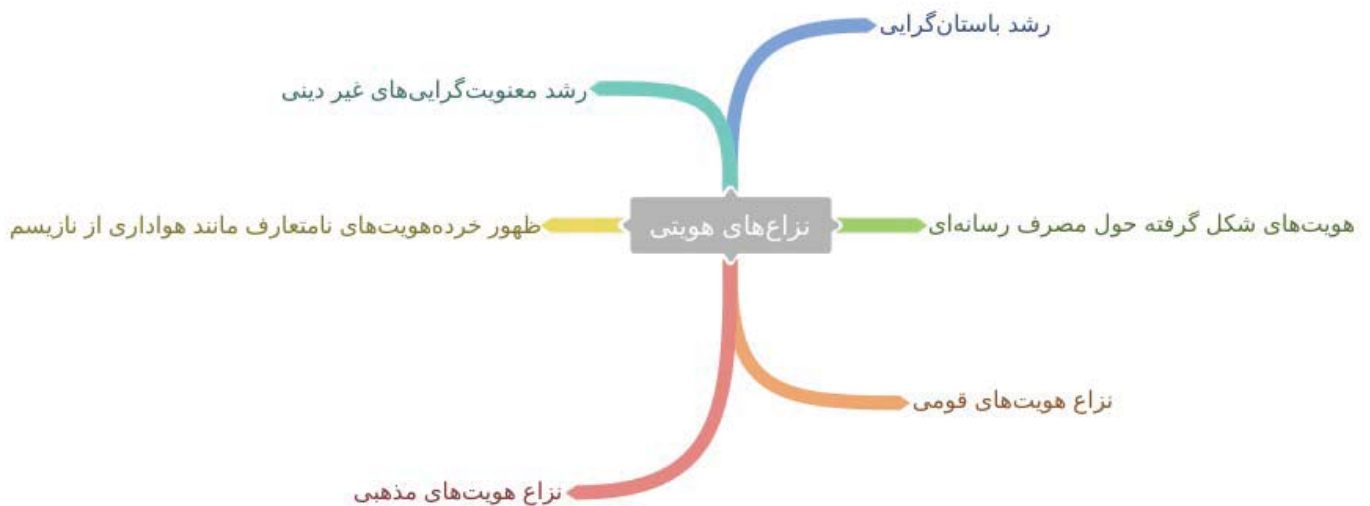 رشد باستان‌گرایی
رشد معنویت‌گرایی‌های غیر دینی
هویت‌های شکل گرفته حول مصرف رسانه‌ای
نزاع‌های هویتی
ظهور خرده‌هویت‌های نامتعارف مانند هواداری از نازیسم
نزاع هویت‌های قومی
نزاع هویت‌های مذهبی